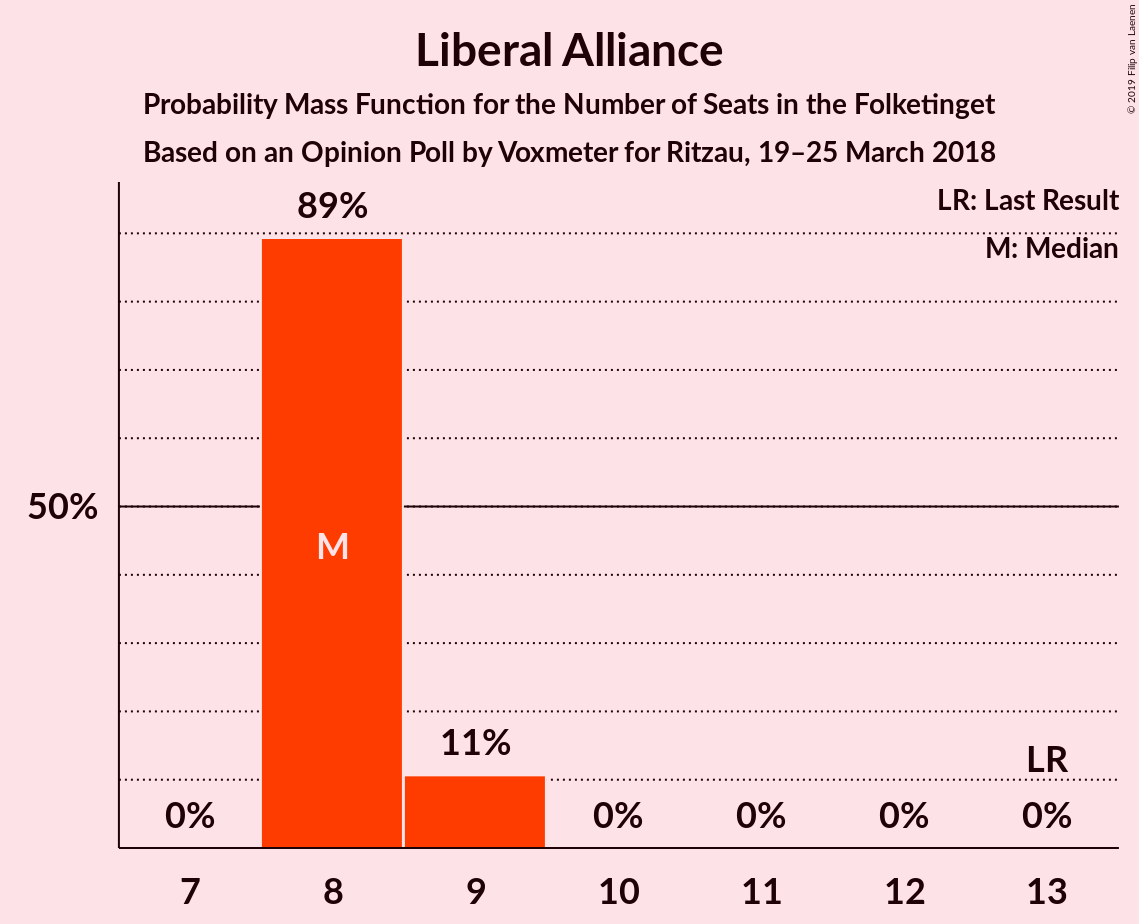 Liberal Alliance
Probability Mass Function for the Number of Seats in the Folketinget
Based on an Opinion Poll by Voxmeter for Ritzau, 19–25 March 2018
© 2019 Filip van Laenen
LR: Last Result
M: Median
89%
50%
M
11%
LR
0%
0%
0%
0%
0%
7
8
9
10
11
12
13